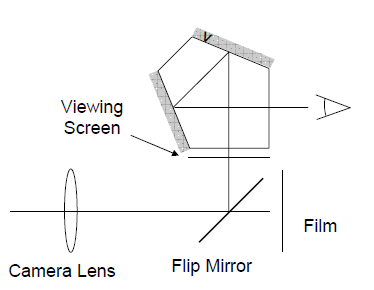 Viewing
Screen
Film
Flip Mirror
Camera Lens